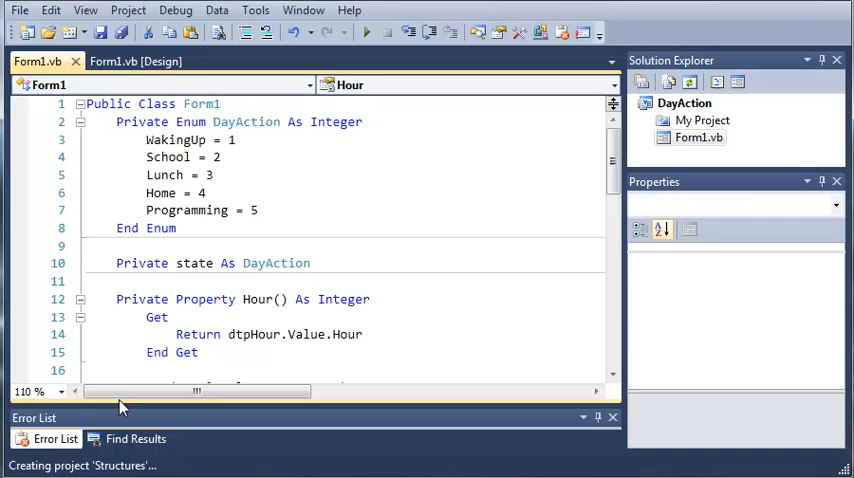 File Edit View Project Debug Data Tools Window Help
Form1.vb Form1.vb [Design]
Form1 Hour
1 Public Class Form1
2 Private Enum DayAction As Integer
3 WakingUp = 1
4 School = 2
5 Lunch = 3
6 Home = 4
7 Programming = 5
8 End Enum
9
10 Private state As DayAction
11
12 Private Property Hour() As Integer
13 Get
14 Return dtpHour.Value.Hour
15 End Get
16
110 %
Error List
Error List Find Results
Creating project 'Structures'...
Solution Explorer
DayAction
My Project
Form1.vb
Properties